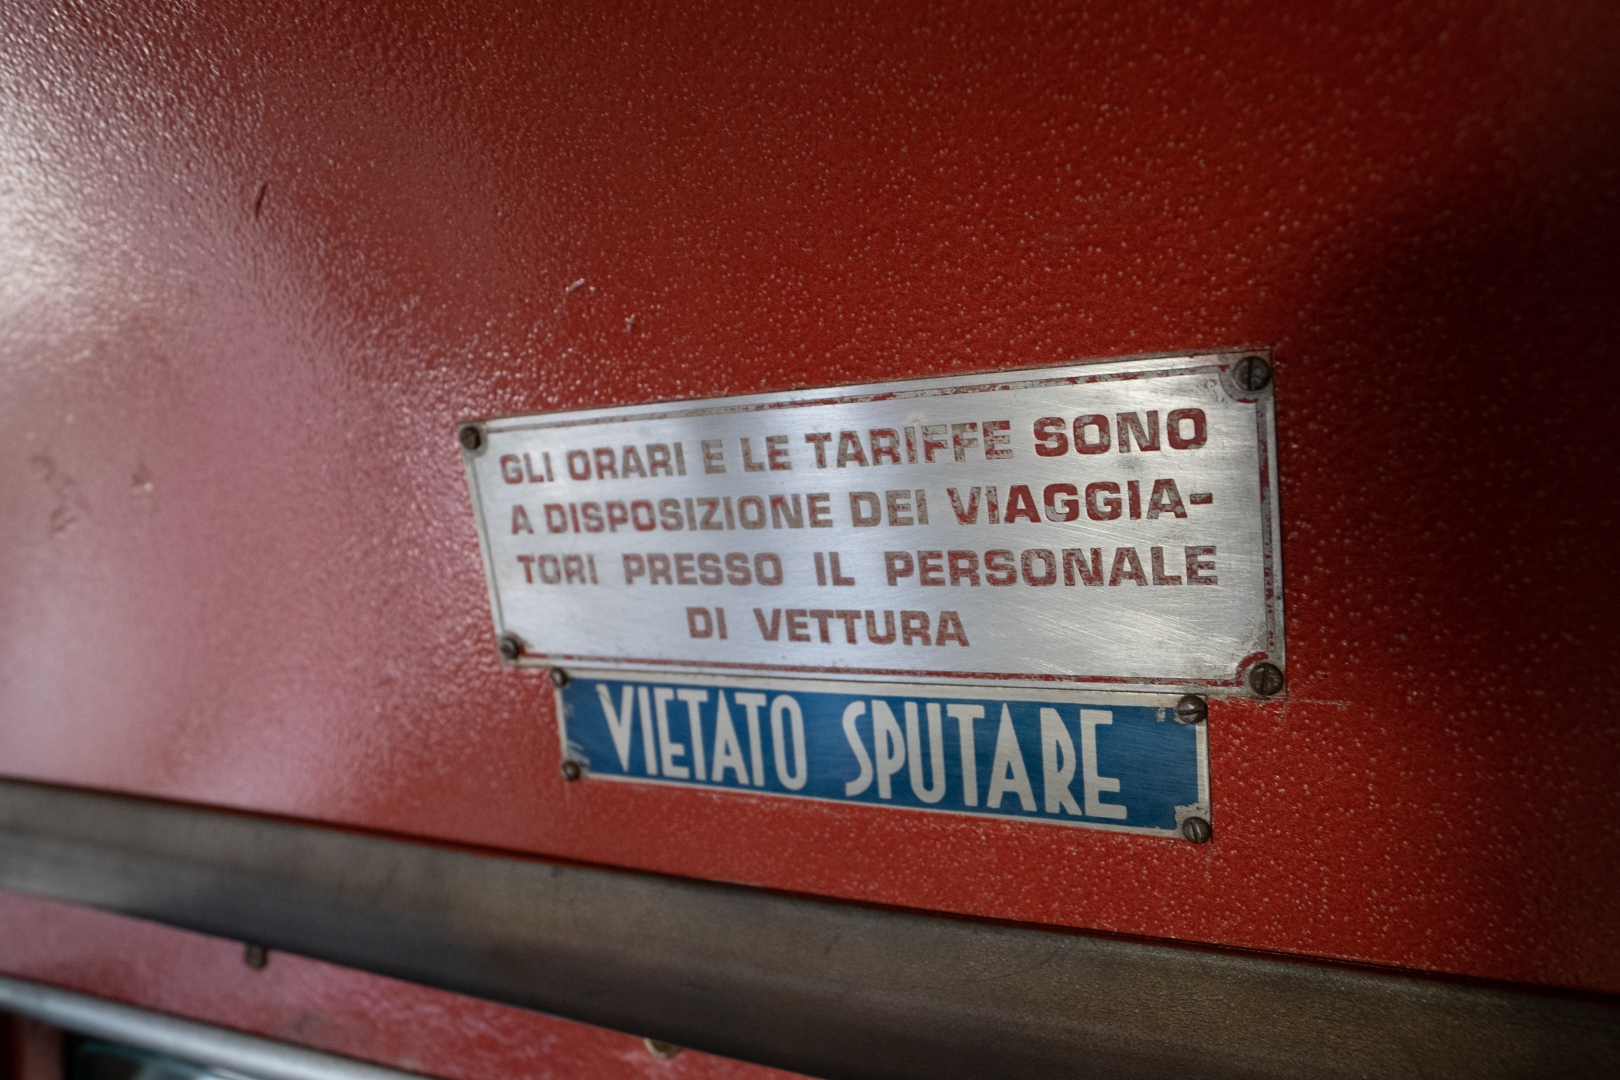 GLI ORARI E LE TARIFFE SONO
A DISPOSIZIONE DEI VIAGGIA-
TORI PRESSO IL PERSONALE
DI VETTURA
VIETATO SPUTARE